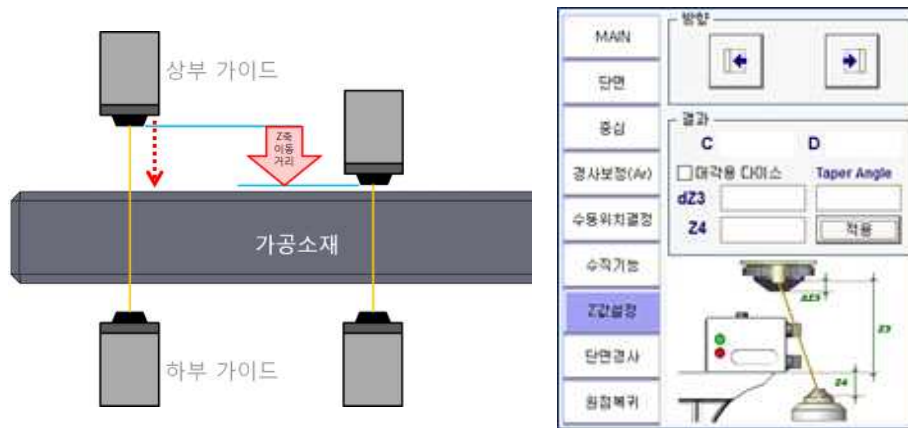 상부 가이드
Z축
이동
거리
가공소재
하부 가이드
MAIN
단면
중심
경사보정(Ar)
수동위치결정
수직기능
Z값설정
단면경사
원점복귀
방향
결과
C D
대각용 다이스 Taper Angle
dZ3
Z4 적용
ΔZ3
Z3
Z4